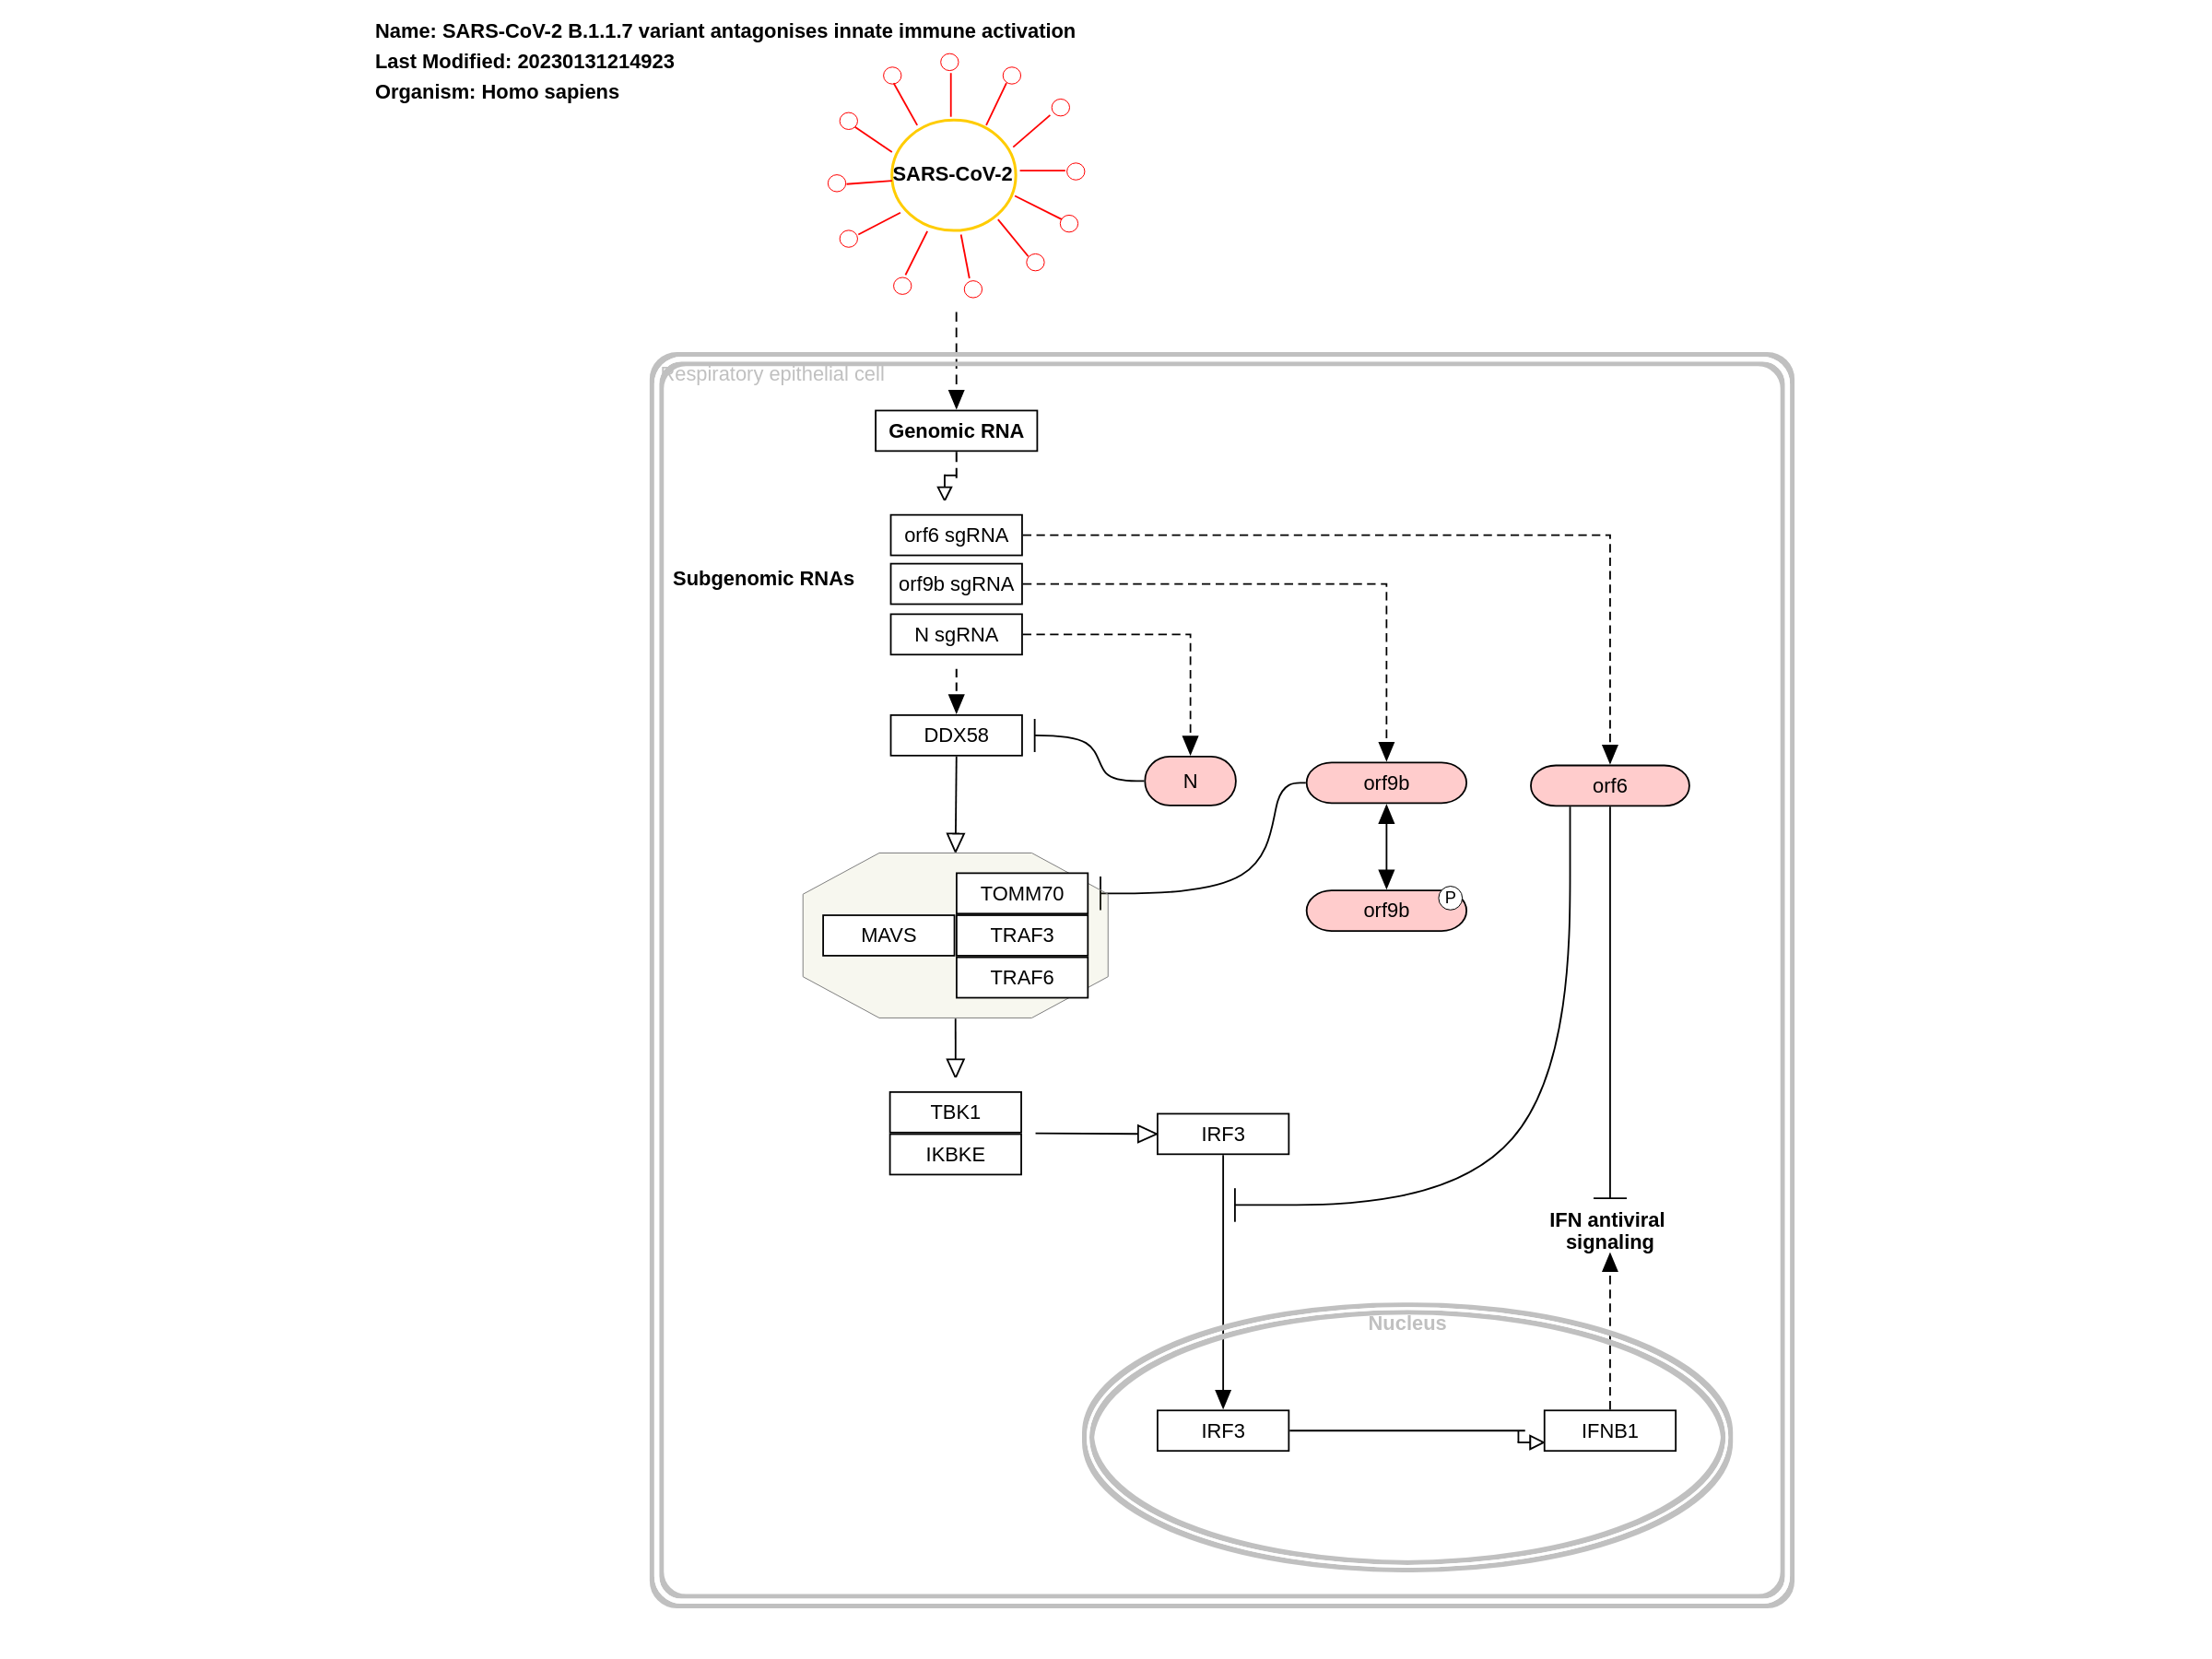 Name: SARS-CoV-2 B.1.1.7 variant antagonises innate immune activation
Last Modified: 20230131214923
Organism: Homo sapiens
SARS-CoV-2
Respiratory epithelial cell
Genomic RNA
orf6 sgRNA
Subgenomic RNAs
orf9b sgRNA
N sgRNA
DDX58
N
orf9b
orf6
TOMM70
P
orf9b
MAVS
TRAF3
TRAF6
TBK1
IKBKE
IRF3
IFN antiviral
signaling
Nucleus
IRF3
IFNB1